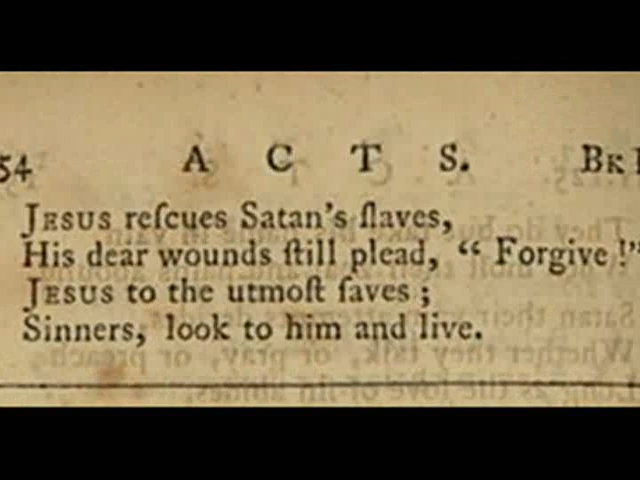 54 ACTS. BK
JESUS reſcues Satan's ſlaves,
His dear wounds ſtill plead, “ Forgive !”
JESUS to the utmoſt ſaves ;
Sinners, look to him and live.